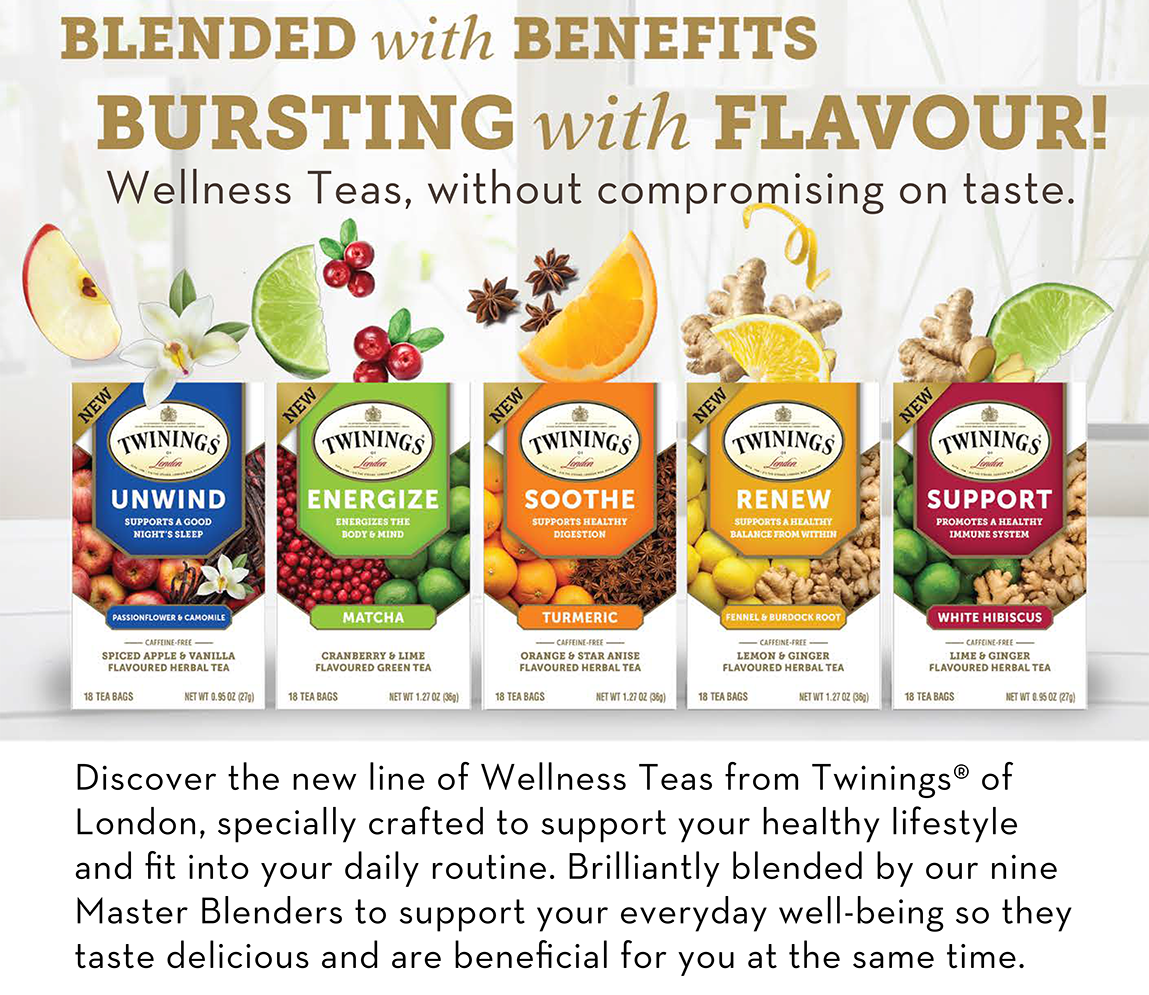 BLENDED with BENEFITS
BURSTING with FLAVOUR!
Wellness Teas, without compromising on taste.
NEW
TWININGS
OF
London
UNWIND
SUPPORTS A GOOD
NIGHT'S SLEEP
PASSIONFLOWER & CAMOMILE
CAFFEINE-FREE
SPICED APPLE & VANILLA
FLAVOURED HERBAL TEA
18 TEA BAGS NET WT 0.95 OZ (27g)
NEW
TWININGS
OF
London
ENERGIZE
ENERGIZES THE
BODY & MIND
MATCHA
CRANBERRY & LIME
FLAVOURED GREEN TEA
18 TEA BAGS NET WT 1.27 OZ (36g)
NEW
TWININGS
OF
London
SOOTHE
SUPPORTS HEALTHY
DIGESTION
TURMERIC
CAFFEINE-FREE
ORANGE & STAR ANISE
FLAVOURED HERBAL TEA
18 TEA BAGS NET WT 1.27 OZ (36g)
NEW
TWININGS
OF
London
RENEW
SUPPORTS A HEALTHY
BALANCE FROM WITHIN
FENNEL & BURDOCK ROOT
CAFFEINE-FREE
LEMON & GINGER
FLAVOURED HERBAL TEA
18 TEA BAGS NET WT 1.27 OZ (36g)
NEW
TWININGS
OF
London
SUPPORT
PROMOTES A HEALTHY
IMMUNE SYSTEM
WHITE HIBISCUS
CAFFEINE-FREE
LIME & GINGER
FLAVOURED HERBAL TEA
18 TEA BAGS NET WT 0.95 OZ (27g)
Discover the new line of Wellness Teas from Twinings® of
London, specially crafted to support your healthy lifestyle
and fit into your daily routine. Brilliantly blended by our nine
Master Blenders to support your everyday well-being so they
taste delicious and are beneficial for you at the same time.